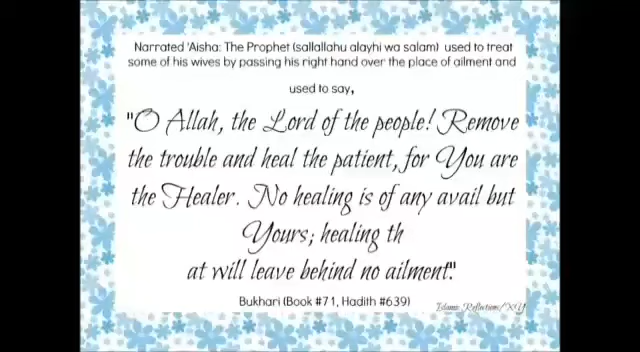 Narrated 'Aisha: The Prophet (sallallahu alayhi wa salam) used to treat
some of his wives by passing his right hand over the place of ailment and
used to say,
"O Allah, the Lord of the people! Remove
the trouble and heal the patient, for You are
the Healer. No healing is of any avail but
Yours; healing th
at will leave behind no ailment."
Bukhari (Book #71, Hadith #639)
Islamic Reflections/XY